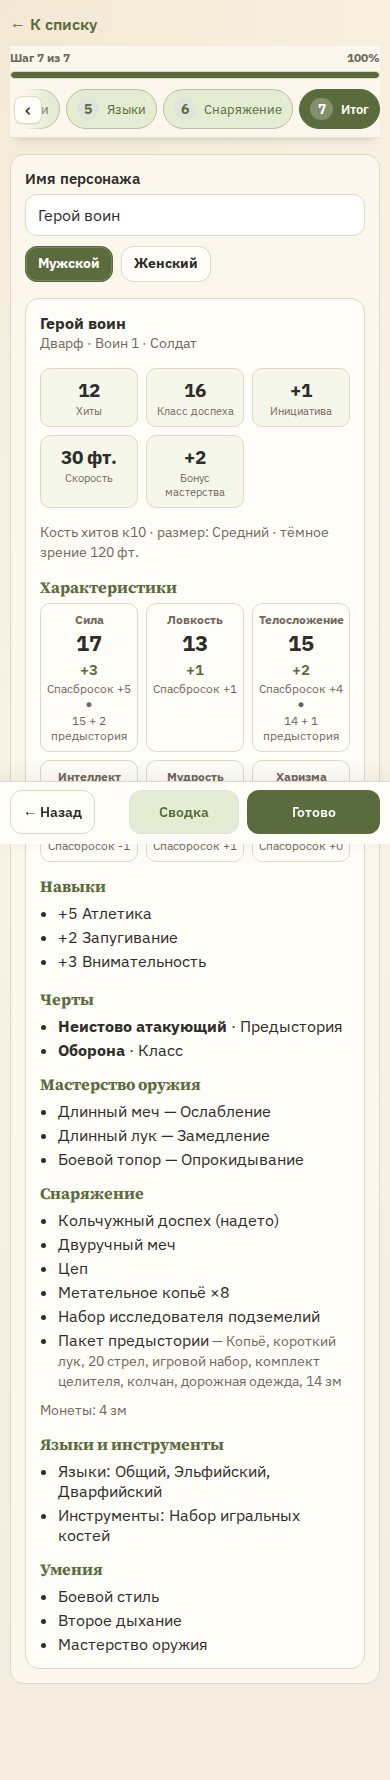 ← К списку
Шаг 7 из 7 100%
‹ и 5 Языки 6 Снаряжение 7 Итог
Имя персонажа
Герой воин
Мужской Женский
Герой воин
Дварф · Воин 1 · Солдат
12 16 +1
Хиты Класс доспеха Инициатива
30 фт. +2
Скорость Бонус
мастерства
Кость хитов к10 · размер: Средний · тёмное
зрение 120 фт.
Характеристики
Сила Ловкость Телосложение
17 13 15
+3 +1 +2
Спасбросок +5 Спасбросок +1 Спасбросок +4
● ●
15 + 2 14 + 1
предыстория предыстория
Интеллект Мудрость Харизма
← Назад Сводка Готово
Спасбросок -1 Спасбросок +1 Спасбросок +0
Навыки
• +5 Атлетика
• +2 Запугивание
• +3 Внимательность
Черты
• Неистово атакующий · Предыстория
• Оборона · Класс
Мастерство оружия
• Длинный меч — Ослабление
• Длинный лук — Замедление
• Боевой топор — Опрокидывание
Снаряжение
• Кольчужный доспех (надето)
• Двуручный меч
• Цеп
• Метательное копьё ×8
• Набор исследователя подземелий
• Пакет предыстории — Копьё, короткий
лук, 20 стрел, игровой набор, комплект
целителя, колчан, дорожная одежда, 14 зм
Монеты: 4 зм
Языки и инструменты
• Языки: Общий, Эльфийский,
Дварфийский
• Инструменты: Набор игральных
костей
Умения
• Боевой стиль
• Второе дыхание
• Мастерство оружия